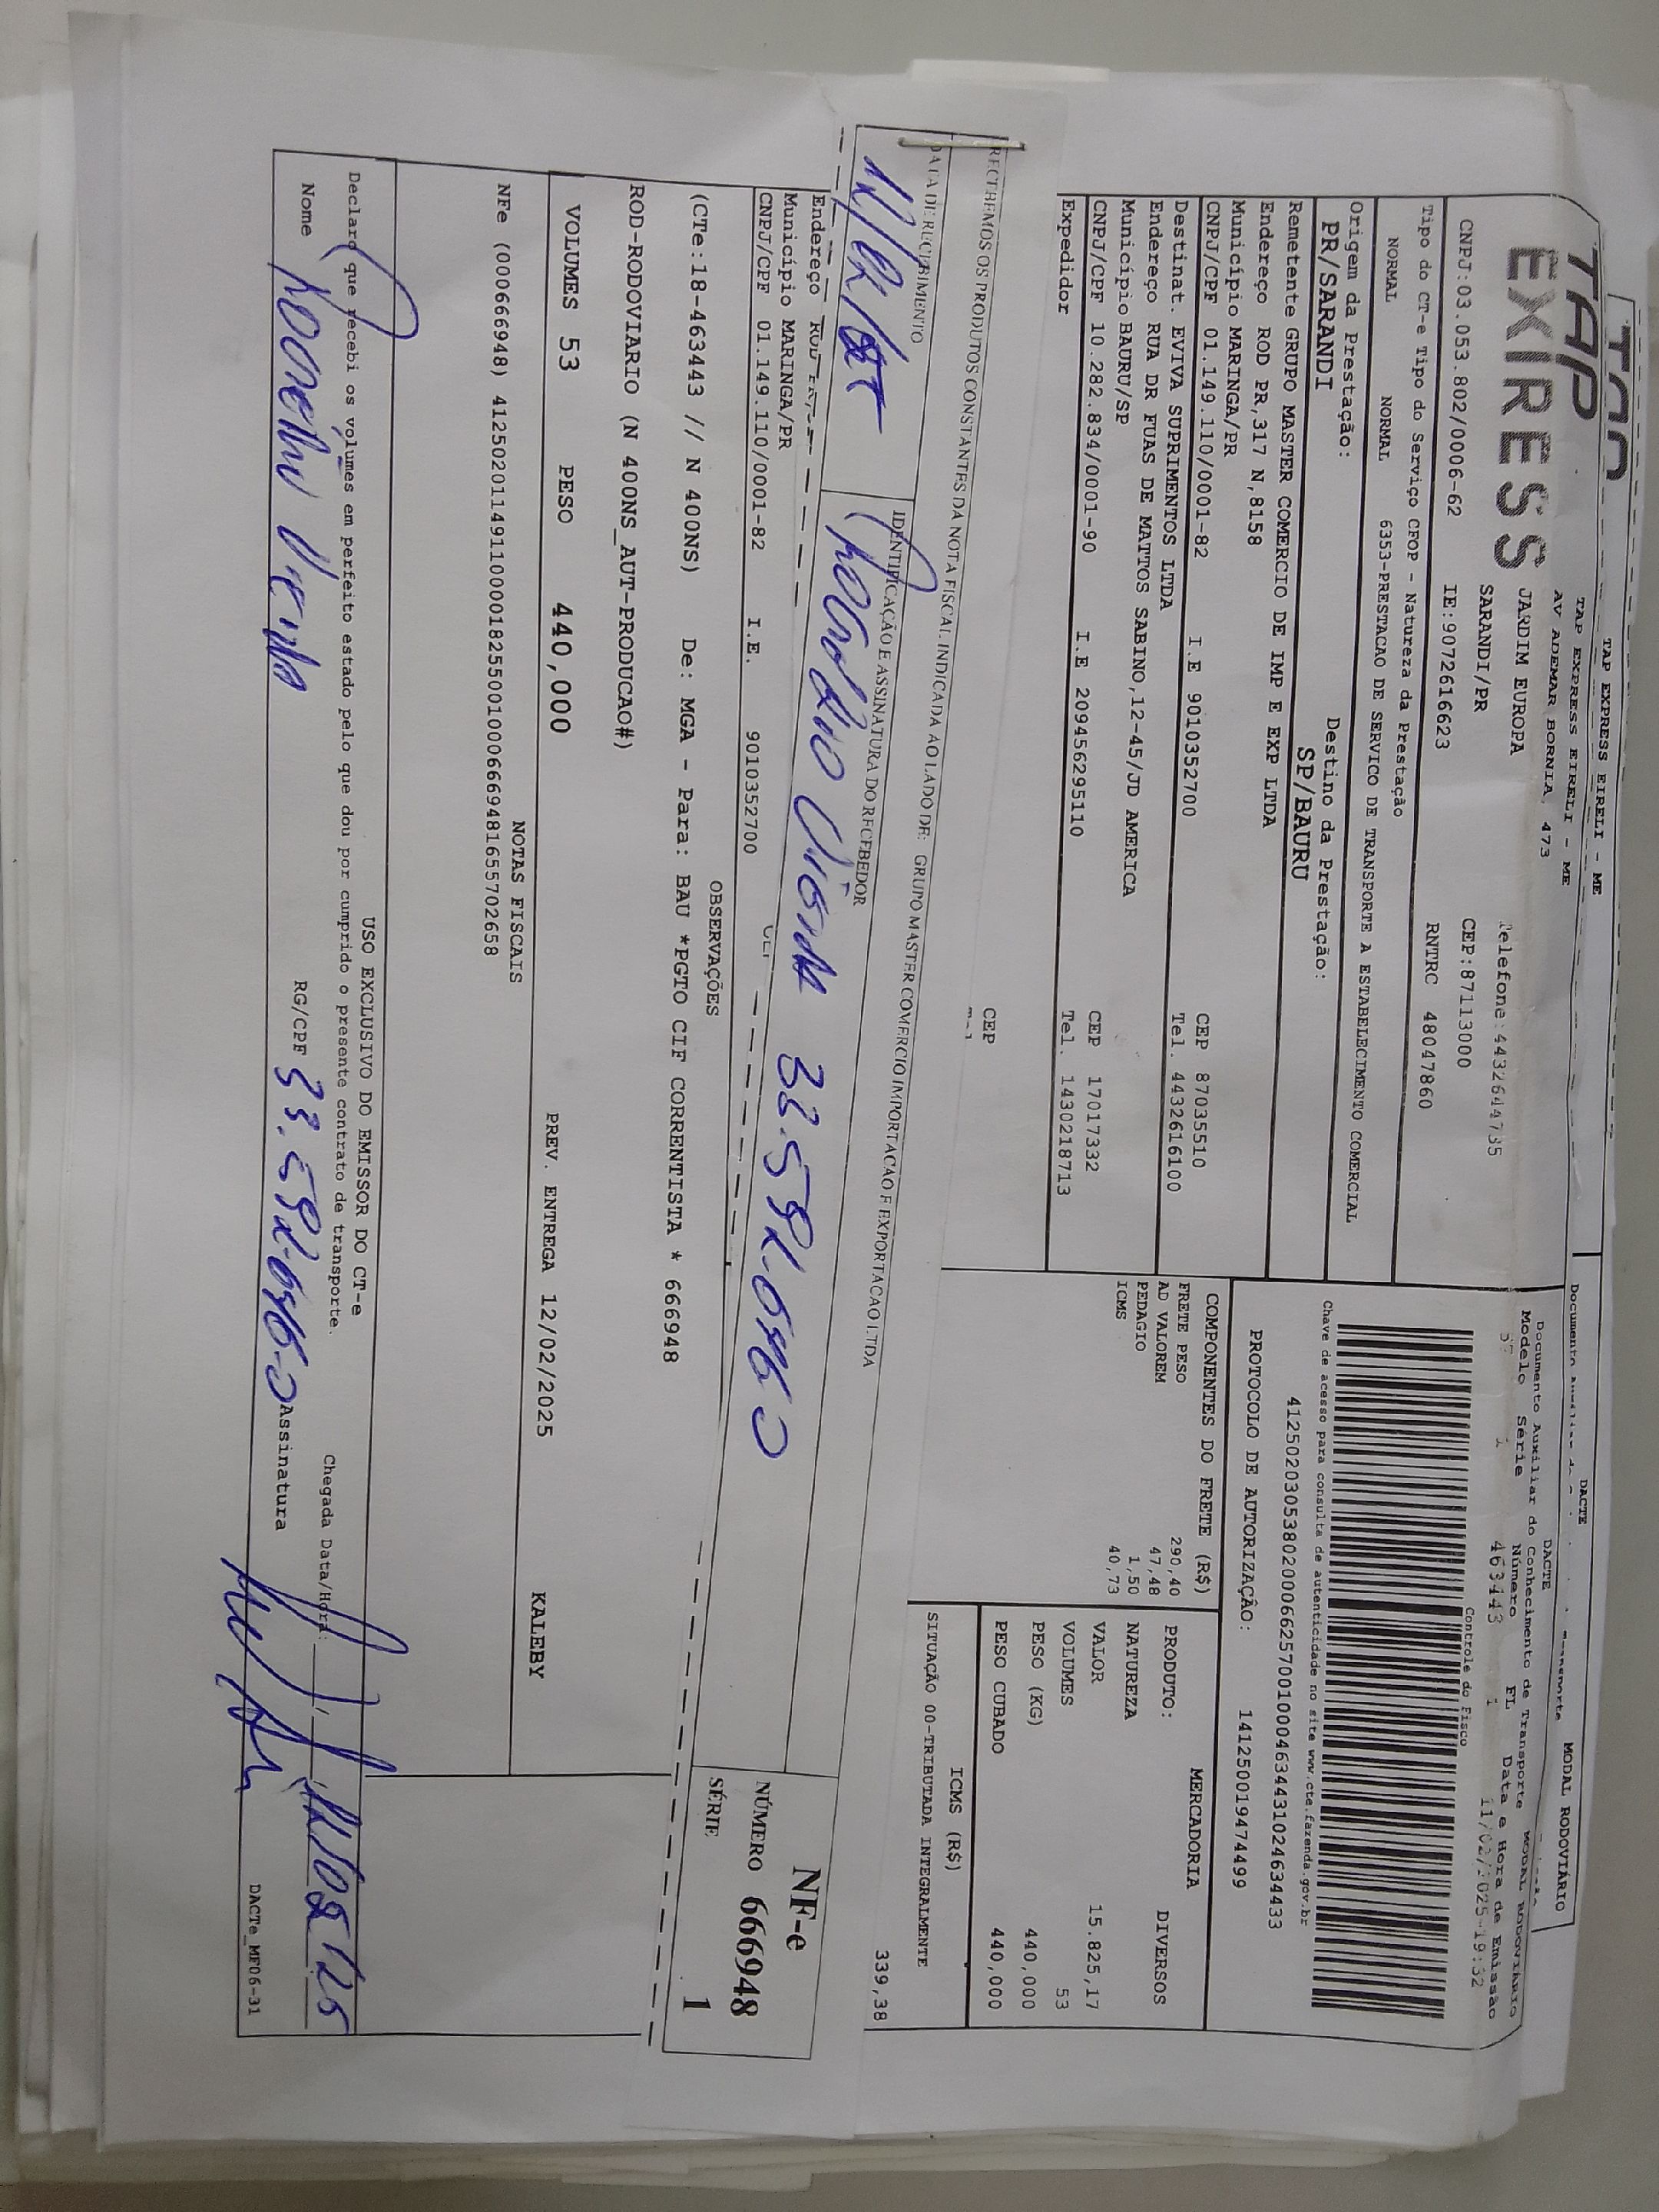 TAP EXPRESS EIRELI - ME
DACTE
MODAL RODOVIÁRIO
TAP
EXPRESS
TAP EXPRESS EIRELI - ME
AV ADEMAR BORNIA, 473
JARDIM EUROPA
SARANDI/PR
Telefone:4432644735
CEP:87113000
CNPJ:03.053.802/0006-62
IE:9072616623
RNTRC 48047860
DACTE
Documento Auxiliar do Conhecimento de Transporte
Modelo Série Número FL Data e Hora de Emissão
57 1 463443 1 11/02/2025-19:32
Controle do Fisco
Tipo do CT-e Tipo do Serviço CFOP - Natureza da Prestação
NORMAL NORMAL 6353-PRESTACAO DE SERVICO DE TRANSPORTE A ESTABELECIMENTO COMERCIAL
Chave de acesso para consulta de autenticidade no site www.cte.fazenda.gov.br
41250203053802000662570010004634431024634433
Origem da Prestação: Destino da Prestação:
PR/SARANDI SP/BAURU
PROTOCOLO DE AUTORIZAÇÃO: 141250019474499
Remetente GRUPO MASTER COMERCIO DE IMP E EXP LTDA
Endereço ROD PR,317 N,8158
Município MARINGA/PR CEP 87035510
CNPJ/CPF 01.149.110/0001-82 I.E 9010352700 Tel. 4432616100
Destinat. EVIVA SUPRIMENTOS LTDA
Endereço RUA DR FUAS DE MATTOS SABINO,12-45/JD AMERICA
Município BAURU/SP CEP 17017332
CNPJ/CPF 10.282.834/0001-90 I.E 209456295110 Tel. 1430218713
Expedidor
CEP
COMPONENTES DO FRETE (R$)
FRETE PESO 290,40
AD VALOREM 47,48
PEDAGIO 1,50
ICMS 40,73
MERCADORIA
PRODUTO: DIVERSOS
NATUREZA
VALOR 15.825,17
VOLUMES 53
PESO (KG) 440,000
PESO CUBADO 440,000
ICMS (R$)
SITUAÇÃO 00-TRIBUTADA INTEGRALMENTE
339,38
RECEBEMOS OS PRODUTOS CONSTANTES DA NOTA FISCAL INDICADA AO LADO DE: GRUPO MASTER COMERCIO IMPORTACAO E EXPORTACAO LTDA
DATA DE RECEBIMENTO
IDENTIFICAÇÃO E ASSINATURA DO RECEBEDOR
NF-e
NÚMERO 666948
SÉRIE 1
Endereço
Município MARINGA/PR
CNPJ/CPF 01.149.110/0001-82 I.E. 9010352700
OBSERVAÇÕES
(CTe:18-463443 // N 400NS) De: MGA - Para: BAU *PGTO CIF CORRENTISTA * 666948
ROD-RODOVIARIO (N 400NS_AUT-PRODUCAO#)
VOLUMES 53 PESO 440,000 PREV. ENTREGA 12/02/2025 KALEBY
NOTAS FISCAIS
NFe (000666948) 41250201149110000182550010006669481655702658
USO EXCLUSIVO DO EMISSOR DO CT-e
Declaro que recebi os volumes em perfeito estado pelo que dou por cumprido o presente contrato de transporte.
Chegada Data/Hora:
Nome RG/CPF Assinatura
DACTe_MF06-31